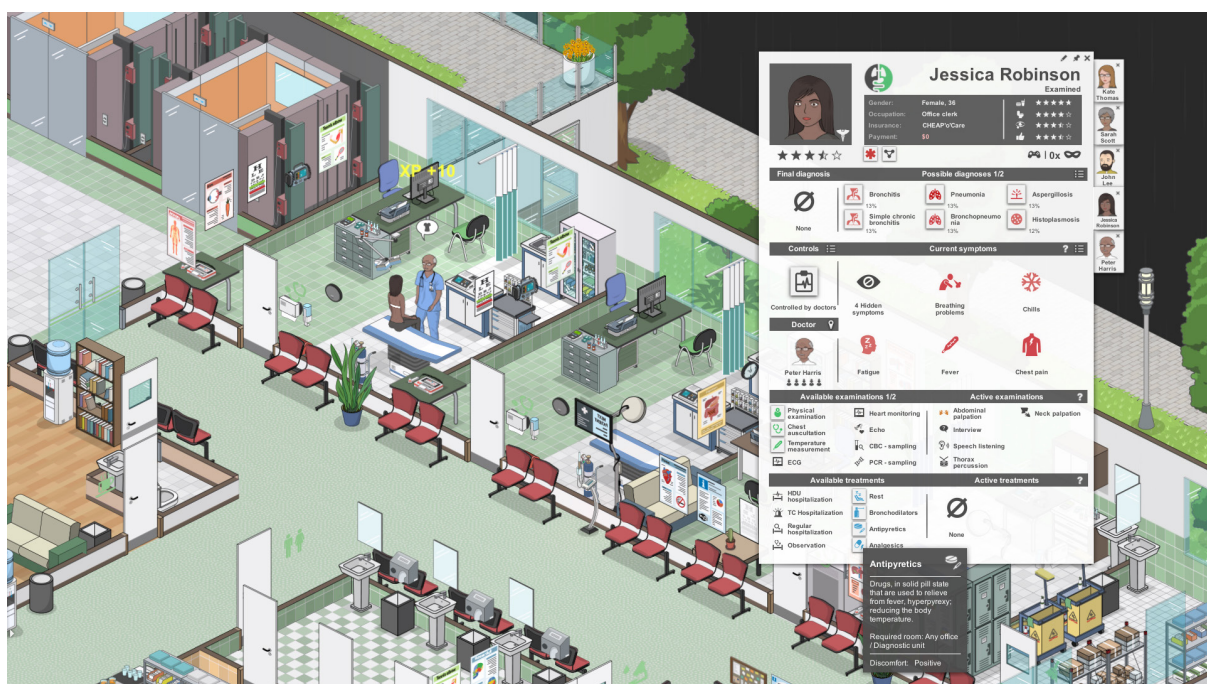 XP +10
Jessica Robinson
Examined
Gender: Female, 36
Occupation: Office clerk
Insurance: CHEAP'o'Care
Payment: $0
0x
Kate
Thomas
Sarah
Scott
John
Lee
Jessica
Robinson
Peter
Harris
Final diagnosis
Possible diagnoses 1/2
None
Bronchitis
13%
Pneumonia
13%
Aspergillosis
13%
Simple chronic
bronchitis
13%
Bronchopneumo
nia
13%
Histoplasmosis
12%
Controls
Current symptoms
?
Controlled by doctors
4 Hidden
symptoms
Breathing
problems
Chills
Doctor
Peter Harris
Fatigue
Fever
Chest pain
Available examinations 1/2
Active examinations
?
Physical
examination
Chest
auscultation
Temperature
measurement
ECG
Heart monitoring
Echo
CBC - sampling
PCR - sampling
Abdominal
palpation
Interview
Speech listening
Thorax
percussion
Neck palpation
Available treatments
Active treatments
?
HDU
hospitalization
TC Hospitalization
Regular
hospitalization
Observation
Rest
Bronchodilators
Antipyretics
Analgesics
None
Antipyretics
Drugs, in solid pill state
that are used to relieve
from fever, hyperpyrexy;
reducing the body
temperature.
Required room: Any office
/ Diagnostic unit
Discomfort: Positive